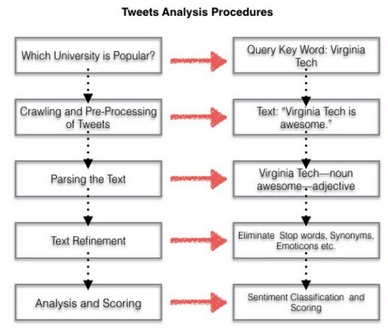 Tweets Analysis Procedures
Which University is Popular?
Query Key Word: Virginia
Tech
Crawling and Pre-Processing
of Tweets
Text: “Virginia Tech is
awesome.”
Parsing the Text
Virginia Tech—noun
awesome—adjective
Text Refinement
Eliminate Stop words, Synonyms,
Emoticons etc.
Analysis and Scoring
Sentiment Classification and
Scoring